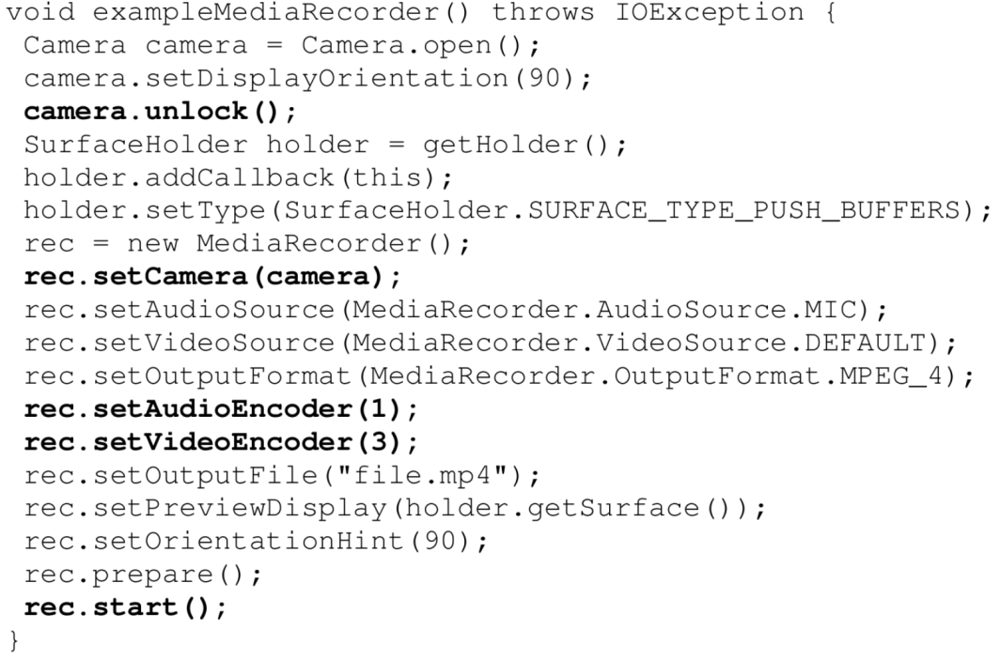 void exampleMediaRecorder() throws IOException {
Camera camera = Camera.open();
camera.setDisplayOrientation(90);
camera.unlock();
SurfaceHolder holder = getHolder();
holder.addCallback(this);
holder.setType(SurfaceHolder.SURFACE_TYPE_PUSH_BUFFERS);
rec = new MediaRecorder();
rec.setCamera(camera);
rec.setAudioSource(MediaRecorder.AudioSource.MIC);
rec.setVideoSource(MediaRecorder.VideoSource.DEFAULT);
rec.setOutputFormat(MediaRecorder.OutputFormat.MPEG_4);
rec.setAudioEncoder(1);
rec.setVideoEncoder(3);
rec.setOutputFile("file.mp4");
rec.setPreviewDisplay(holder.getSurface());
rec.setOrientationHint(90);
rec.prepare();
rec.start();
}